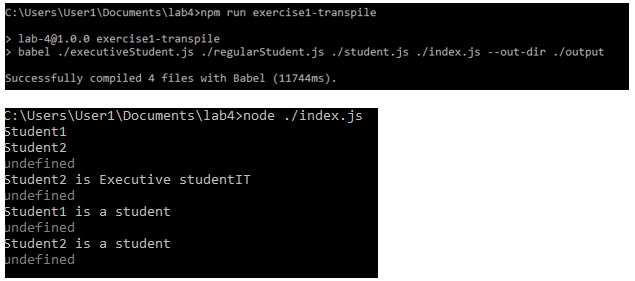 C:\Users\User1\Documents\lab4>npm run exercise1-transpile
> lab-4@1.0.0 exercise1-transpile
> babel ./executiveStudent.js ./regularStudent.js ./student.js ./index.js --out-dir ./output
Successfully compiled 4 files with Babel (11744ms).
C:\Users\User1\Documents\lab4>node ./index.js
Student1
Student2
undefined
Student2 is Executive studentIT
undefined
Student1 is a student
undefined
Student2 is a student
undefined